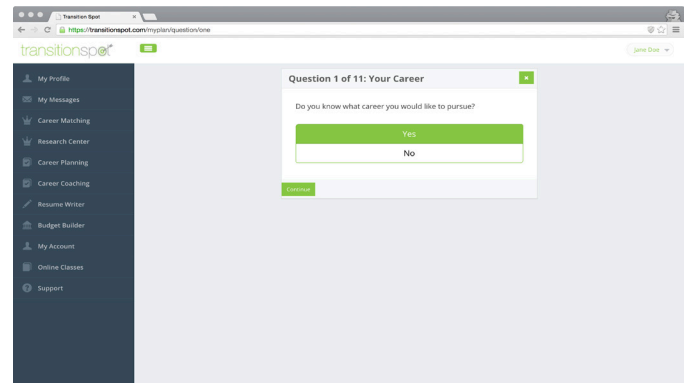 Transition Spot
https://transitionspot.com/myplan/question/one
transitionspot
Jane Doe
My Profile
My Messages
Career Matching
Research Center
Career Planning
Career Coaching
Resume Writer
Budget Builder
My Account
Online Classes
Support
Question 1 of 11: Your Career
Do you know what career you would like to pursue?
Yes
No
Continue